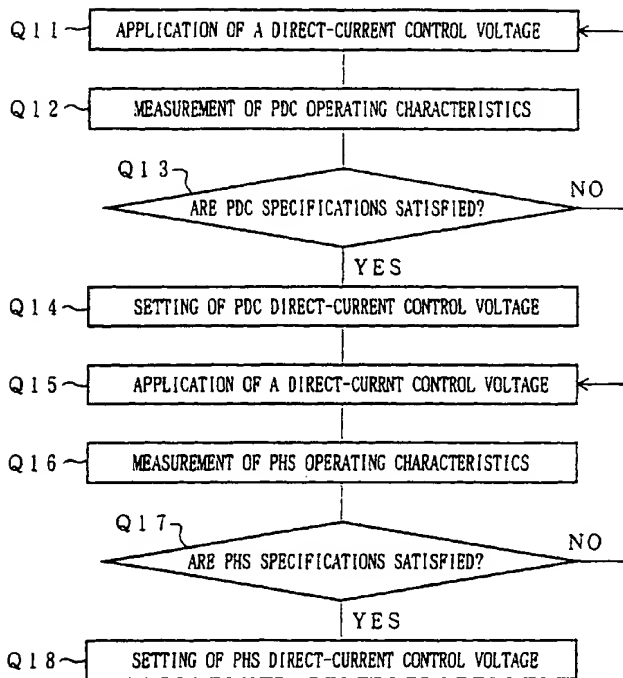 Q11 APPLICATION OF A DIRECT-CURRENT CONTROL VOLTAGE
Q12 MEASUREMENT OF PDC OPERATING CHARACTERISTICS
Q13
ARE PDC SPECIFICATIONS SATISFIED?
NO
YES
Q14 SETTING OF PDC DIRECT-CURRENT CONTROL VOLTAGE
Q15 APPLICATION OF A DIRECT-CURRNT CONTROL VOLTAGE
Q16 MEASUREMENT OF PHS OPERATING CHARACTERISTICS
Q17
ARE PHS SPECIFICATIONS SATISFIED?
NO
YES
Q18 SETTING OF PHS DIRECT-CURRENT CONTROL VOLTAGE